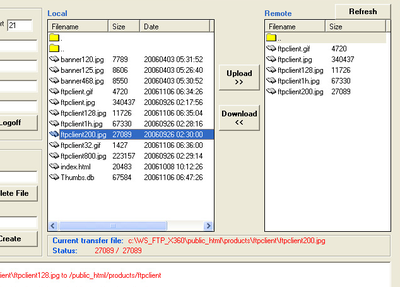 Local
Remote
Refresh
21
Filename Size Date
Filename Size
.
..
..
banner120.jpg 7789 20060403 05:31:52
ftpclient.gif 4720
banner125.jpg 8606 20060403 05:26:40
ftpclient.jpg 340437
banner468.jpg 8550 20060403 05:30:52
ftpclient128.jpg 11726
ftpclient.gif 4720 20061106 06:34:26
ftpclient1h.jpg 67330
ftpclient.jpg 340437 20060926 02:17:56
ftpclient200.jpg 27089
ftpclient128.jpg 11726 20061106 06:35:04
ftpclient1h.jpg 67330 20060926 02:28:16
ftpclient200.jpg 27089 20060926 02:30:00
ftpclient32.gif 1427 20061106 06:36:00
ftpclient800.jpg 223157 20060926 02:29:14
index.html 20483 20061008 10:12:26
Thumbs.db 67584 20061106 06:47:26
Upload
>>
Download
<<
Logoff
lete File
Create
Current transfer file: c:\WS_FTP_X360\public_html\products\ftpclient\ftpclient200.jpg
Status: 27089 / 27089
ient\ftpclient128.jpg to /public_html/products/ftpclient